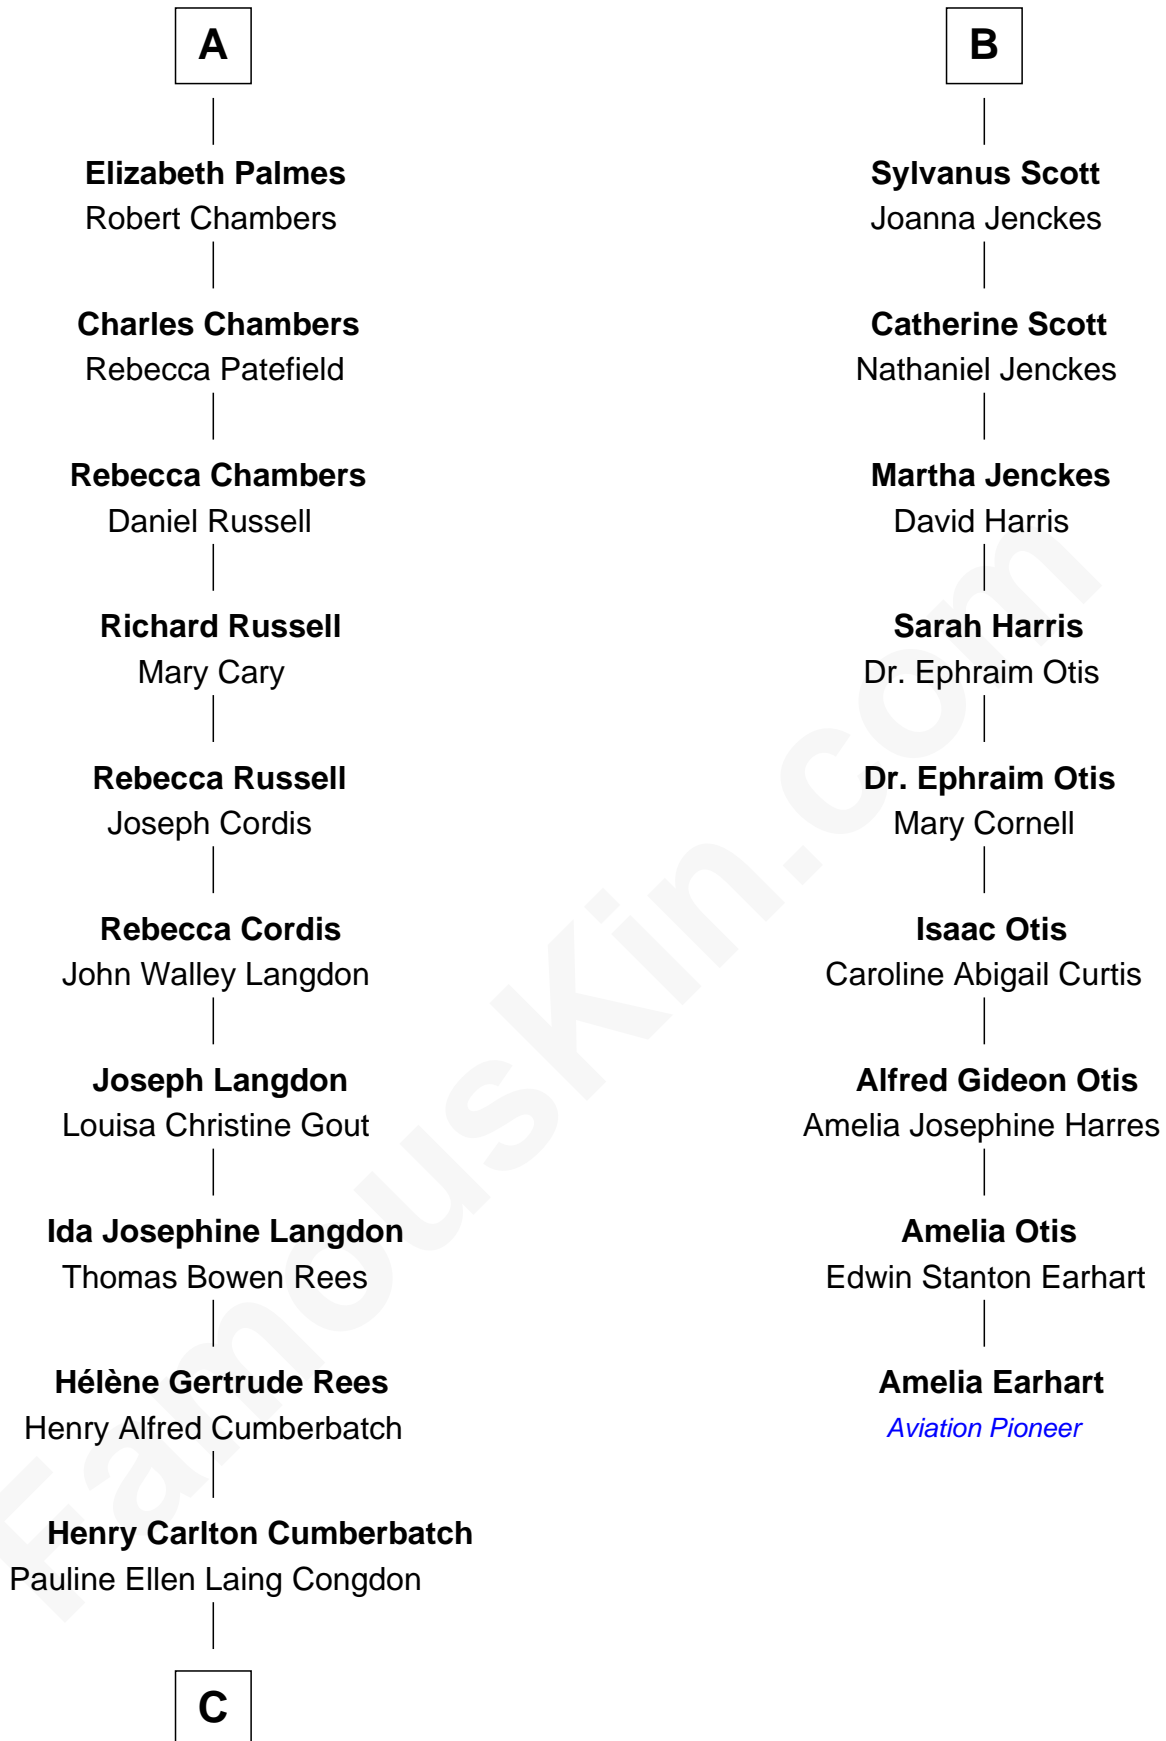 A
Elizabeth Palmes
Robert Chambers
Charles Chambers
Rebecca Patefield
Rebecca Chambers
Daniel Russell
Richard Russell
Mary Cary
Rebecca Russell
Joseph Cordis
Rebecca Cordis
John Walley Langdon
Joseph Langdon
Louisa Christine Gout
Ida Josephine Langdon
Thomas Bowen Rees
Hélène Gertrude Rees
Henry Alfred Cumberbatch
Henry Carlton Cumberbatch
Pauline Ellen Laing Congdon
C
B
Sylvanus Scott
Joanna Jenckes
Catherine Scott
Nathaniel Jenckes
Martha Jenckes
David Harris
Sarah Harris
Dr. Ephraim Otis
Dr. Ephraim Otis
Mary Cornell
Isaac Otis
Caroline Abigail Curtis
Alfred Gideon Otis
Amelia Josephine Harres
Amelia Otis
Edwin Stanton Earhart
Amelia Earhart
Aviation Pioneer
FamousKin.com